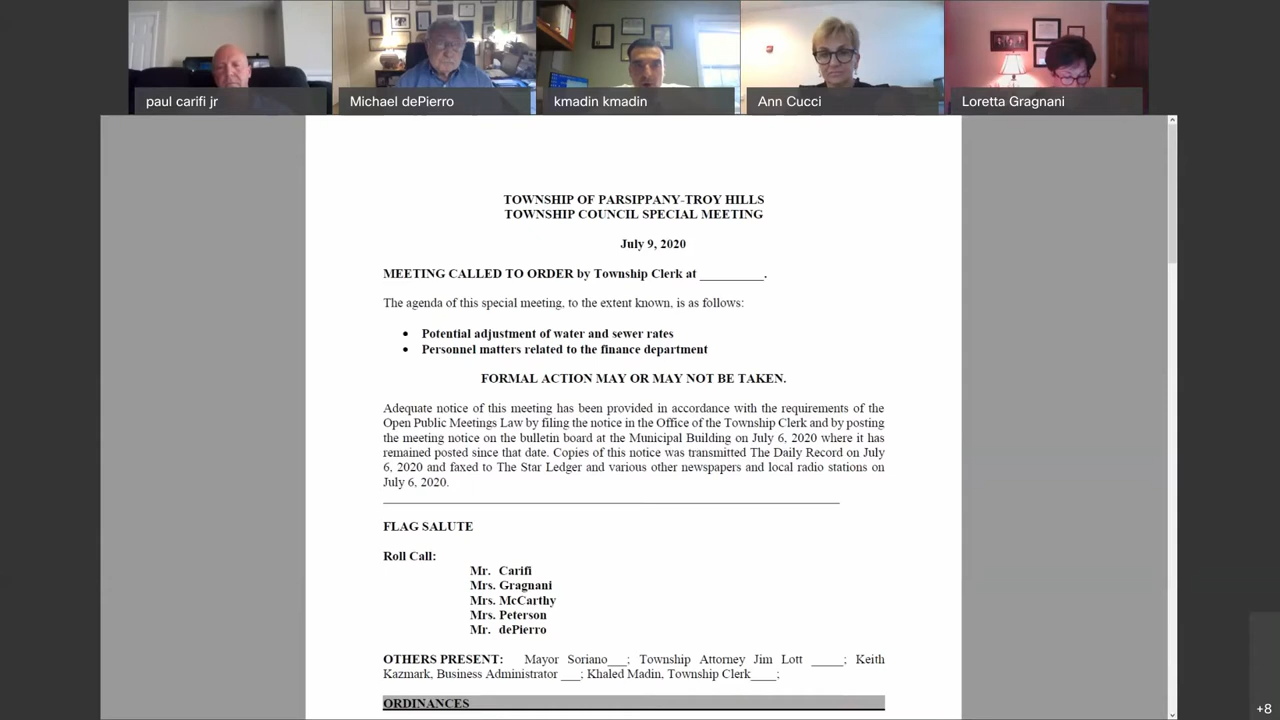 paul carifi jr
Michael dePierro
kmadin kmadin
Ann Cucci
Loretta Gragnani
TOWNSHIP OF PARSIPPANY-TROY HILLS
TOWNSHIP COUNCIL SPECIAL MEETING
July 9, 2020
MEETING CALLED TO ORDER by Township Clerk at __________.
The agenda of this special meeting, to the extent known, is as follows:
• Potential adjustment of water and sewer rates
• Personnel matters related to the finance department
FORMAL ACTION MAY OR MAY NOT BE TAKEN.
Adequate notice of this meeting has been provided in accordance with the requirements of the
Open Public Meetings Law by filing the notice in the Office of the Township Clerk and by posting
the meeting notice on the bulletin board at the Municipal Building on July 6, 2020 where it has
remained posted since that date. Copies of this notice was transmitted The Daily Record on July
6, 2020 and faxed to The Star Ledger and various other newspapers and local radio stations on
July 6, 2020.
FLAG SALUTE
Roll Call:
Mr. Carifi
Mrs. Gragnani
Mrs. McCarthy
Mrs. Peterson
Mr. dePierro
OTHERS PRESENT: Mayor Soriano___; Township Attorney Jim Lott _____; Keith
Kazmark, Business Administrator ___; Khaled Madin, Township Clerk____;
ORDINANCES
+8